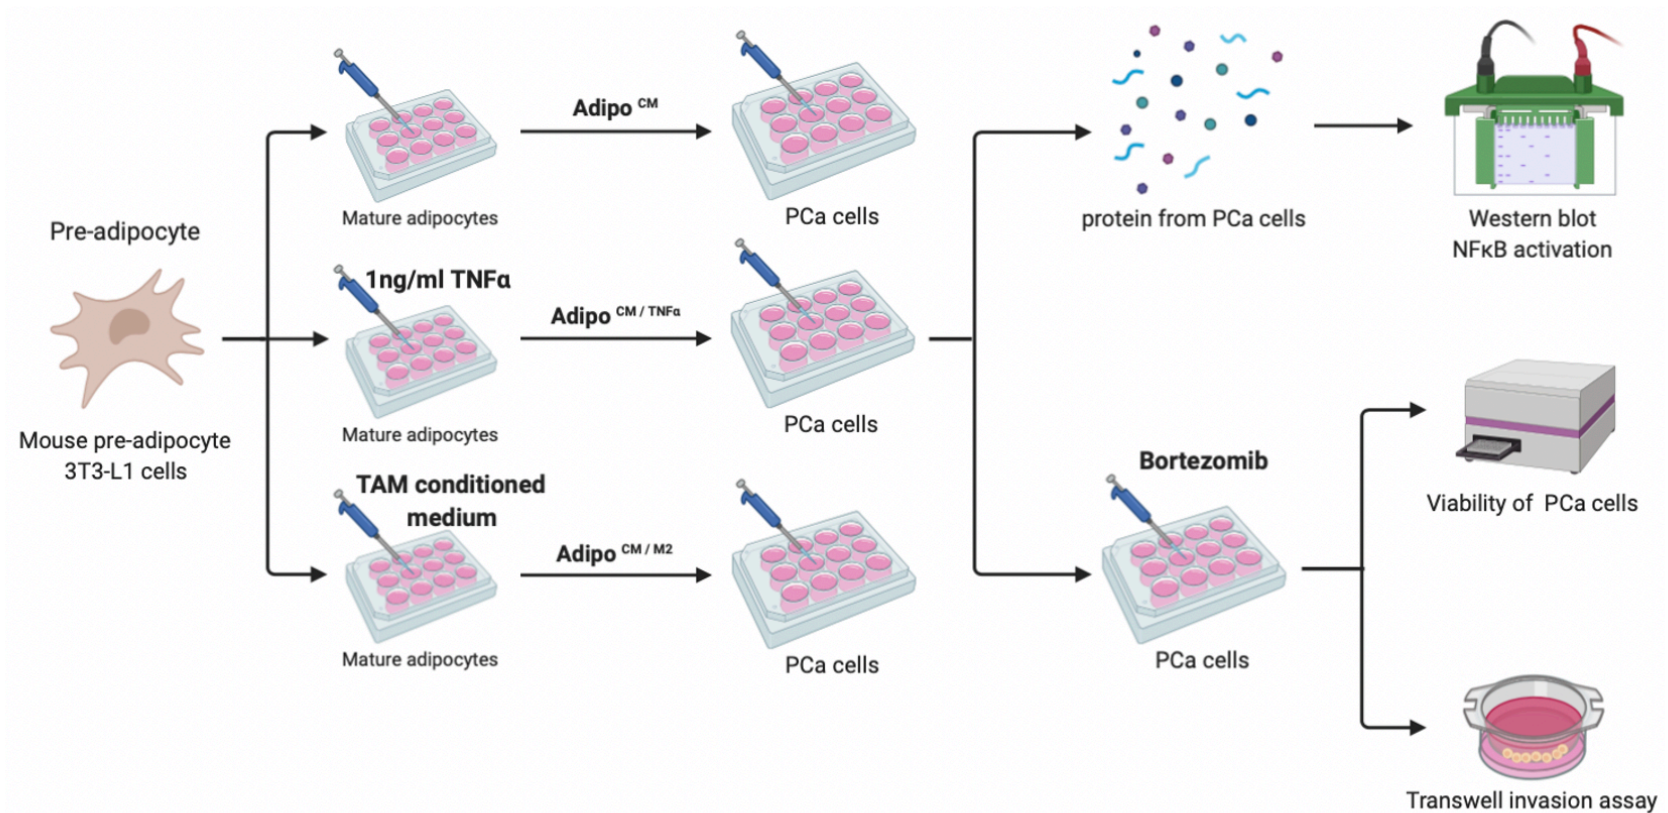 Pre-adipocyte
Mouse pre-adipocyte
3T3-L1 cells
Mature adipocytes
Adipo CM
PCa cells
1ng/ml TNFα
Mature adipocytes
Adipo CM / TNFα
PCa cells
TAM conditioned
medium
Mature adipocytes
Adipo CM / M2
PCa cells
protein from PCa cells
Western blot
NFκB activation
Bortezomib
PCa cells
Viability of PCa cells
Transwell invasion assay